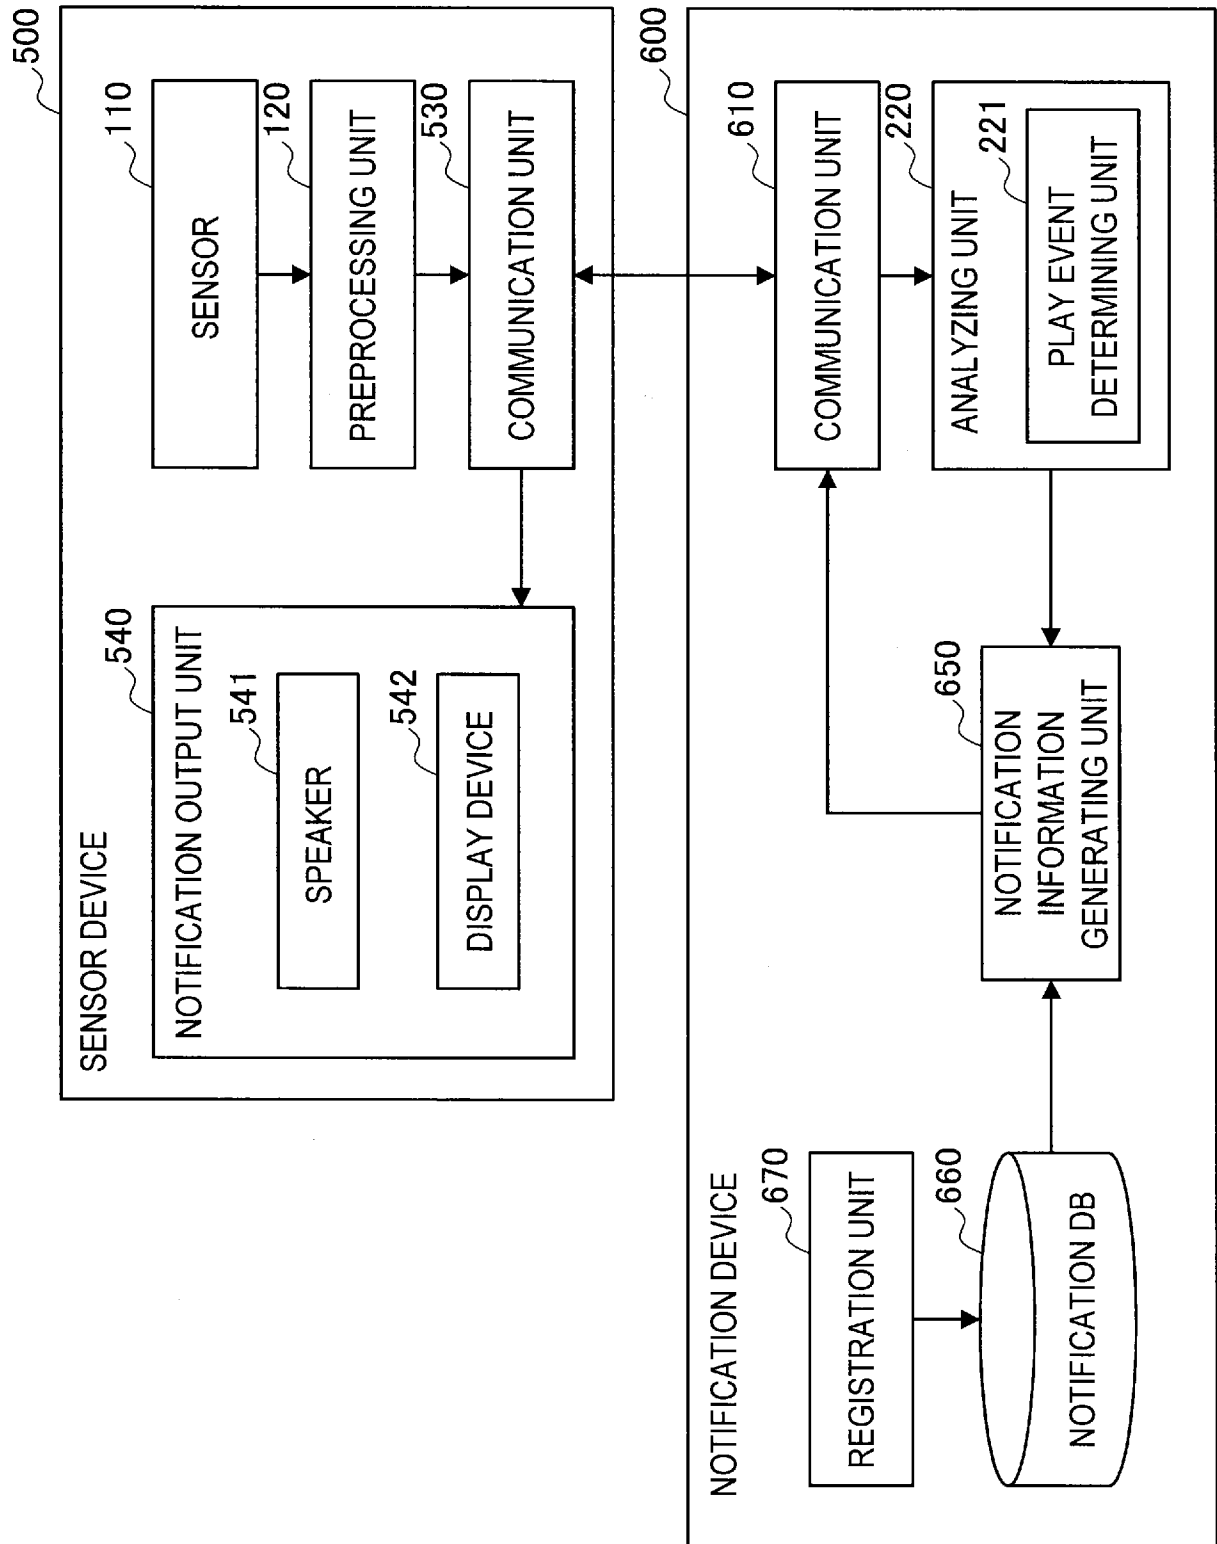 SENSOR DEVICE
500
SENSOR
110
PREPROCESSING UNIT
120
COMMUNICATION UNIT
530
NOTIFICATION OUTPUT UNIT
540
SPEAKER
541
DISPLAY DEVICE
542
NOTIFICATION DEVICE
600
COMMUNICATION UNIT
610
ANALYZING UNIT
220
PLAY EVENT
DETERMINING UNIT
221
NOTIFICATION
INFORMATION
GENERATING UNIT
650
REGISTRATION UNIT
670
NOTIFICATION DB
660